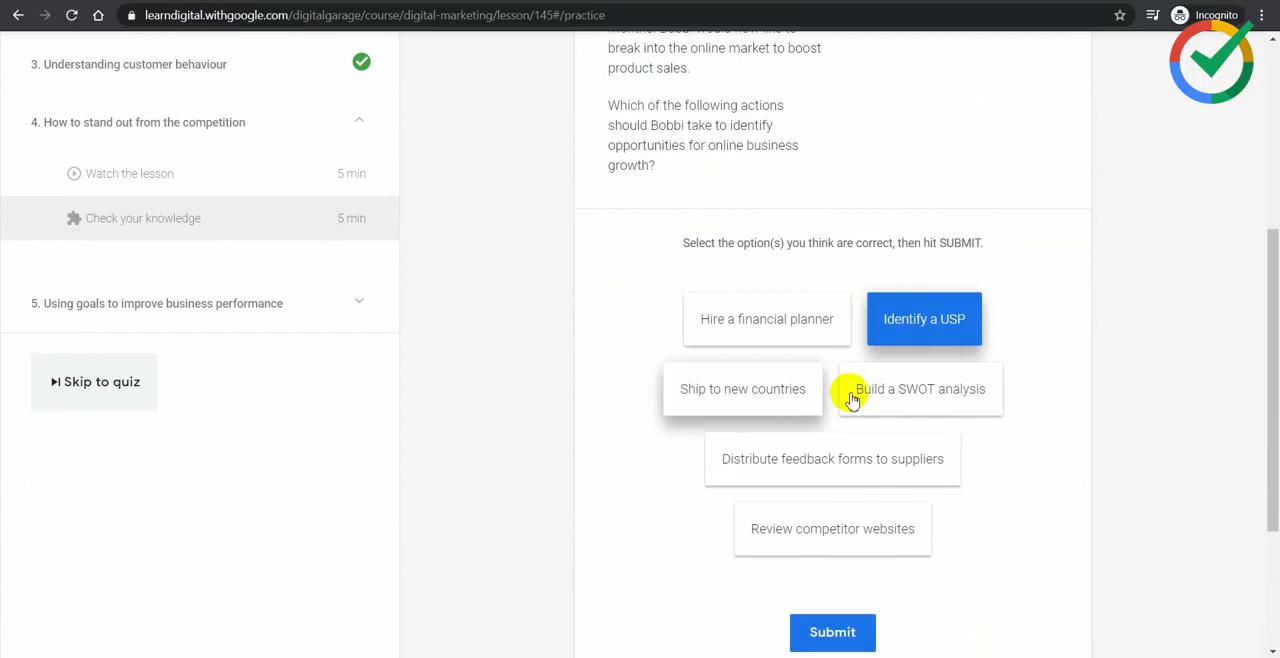 learndigital.withgoogle.com/digitalgarage/course/digital-marketing/lesson/145#/practice
Incognito
3. Understanding customer behaviour
4. How to stand out from the competition
Watch the lesson
5 min
Check your knowledge
5 min
5. Using goals to improve business performance
Skip to quiz
break into the online market to boost
product sales.
Which of the following actions
should Bobbi take to identify
opportunities for online business
growth?
Select the option(s) you think are correct, then hit SUBMIT.
Hire a financial planner
Identify a USP
Ship to new countries
Build a SWOT analysis
Distribute feedback forms to suppliers
Review competitor websites
Submit